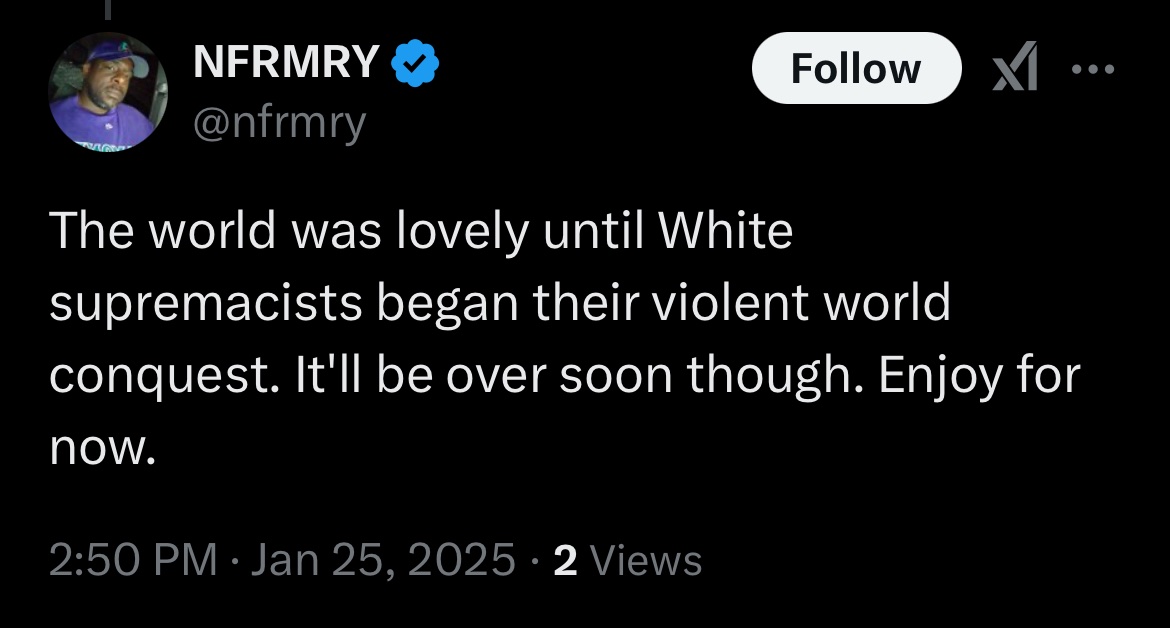 NFRMRY
Follow
@nfrmry
The world was lovely until White
supremacists began their violent world
conquest. It'll be over soon though. Enjoy for
now.
2:50 PM · Jan 25, 2025 · 2 Views